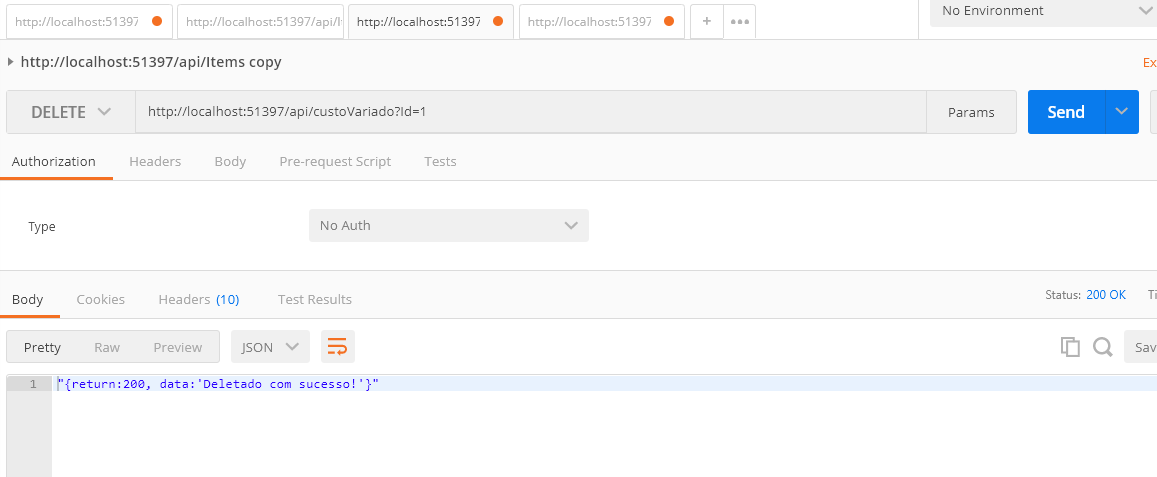 http://localhost:51397 http://localhost:51397/api/I http://localhost:51397 http://localhost:51397 + No Environment
http://localhost:51397/api/Items copy Ex
DELETE http://localhost:51397/api/custoVariado?Id=1 Params Send
Authorization Headers Body Pre-request Script Tests
Type No Auth
Body Cookies Headers (10) Test Results Status: 200 OK Ti
Pretty Raw Preview JSON Sav
1 "{return:200, data:'Deletado com sucesso!'}"